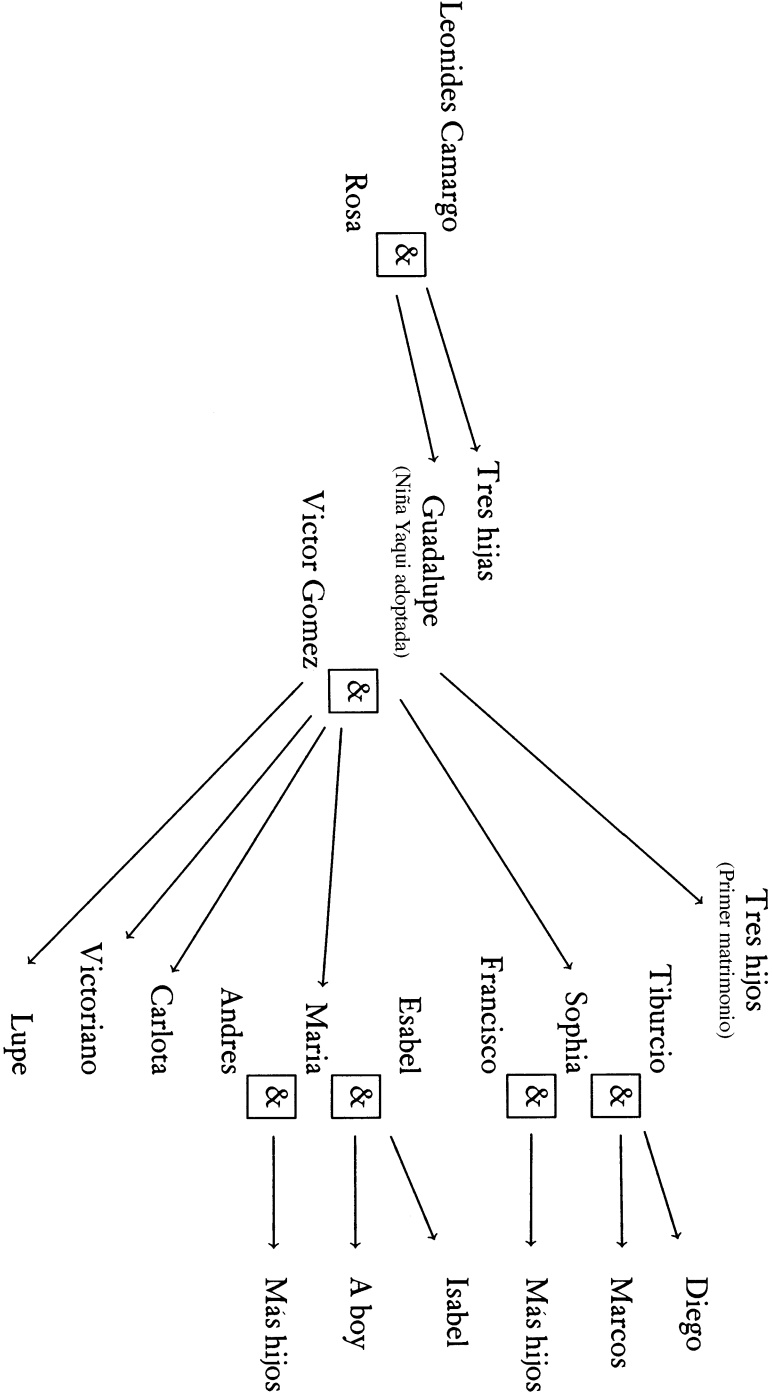 Leonides Camargo
&
Rosa
Tres hijas
Guadalupe
(Niña Yaqui adoptada)
&
Victor Gomez
Tres hijos
(Primer matrimonio)
Tiburcio
&
Sophia
&
Francisco
Esabel
&
Maria
&
Andres
Carlota
Victoriano
Lupe
Diego
Marcos
Más hijos
Isabel
A boy
Más hijos